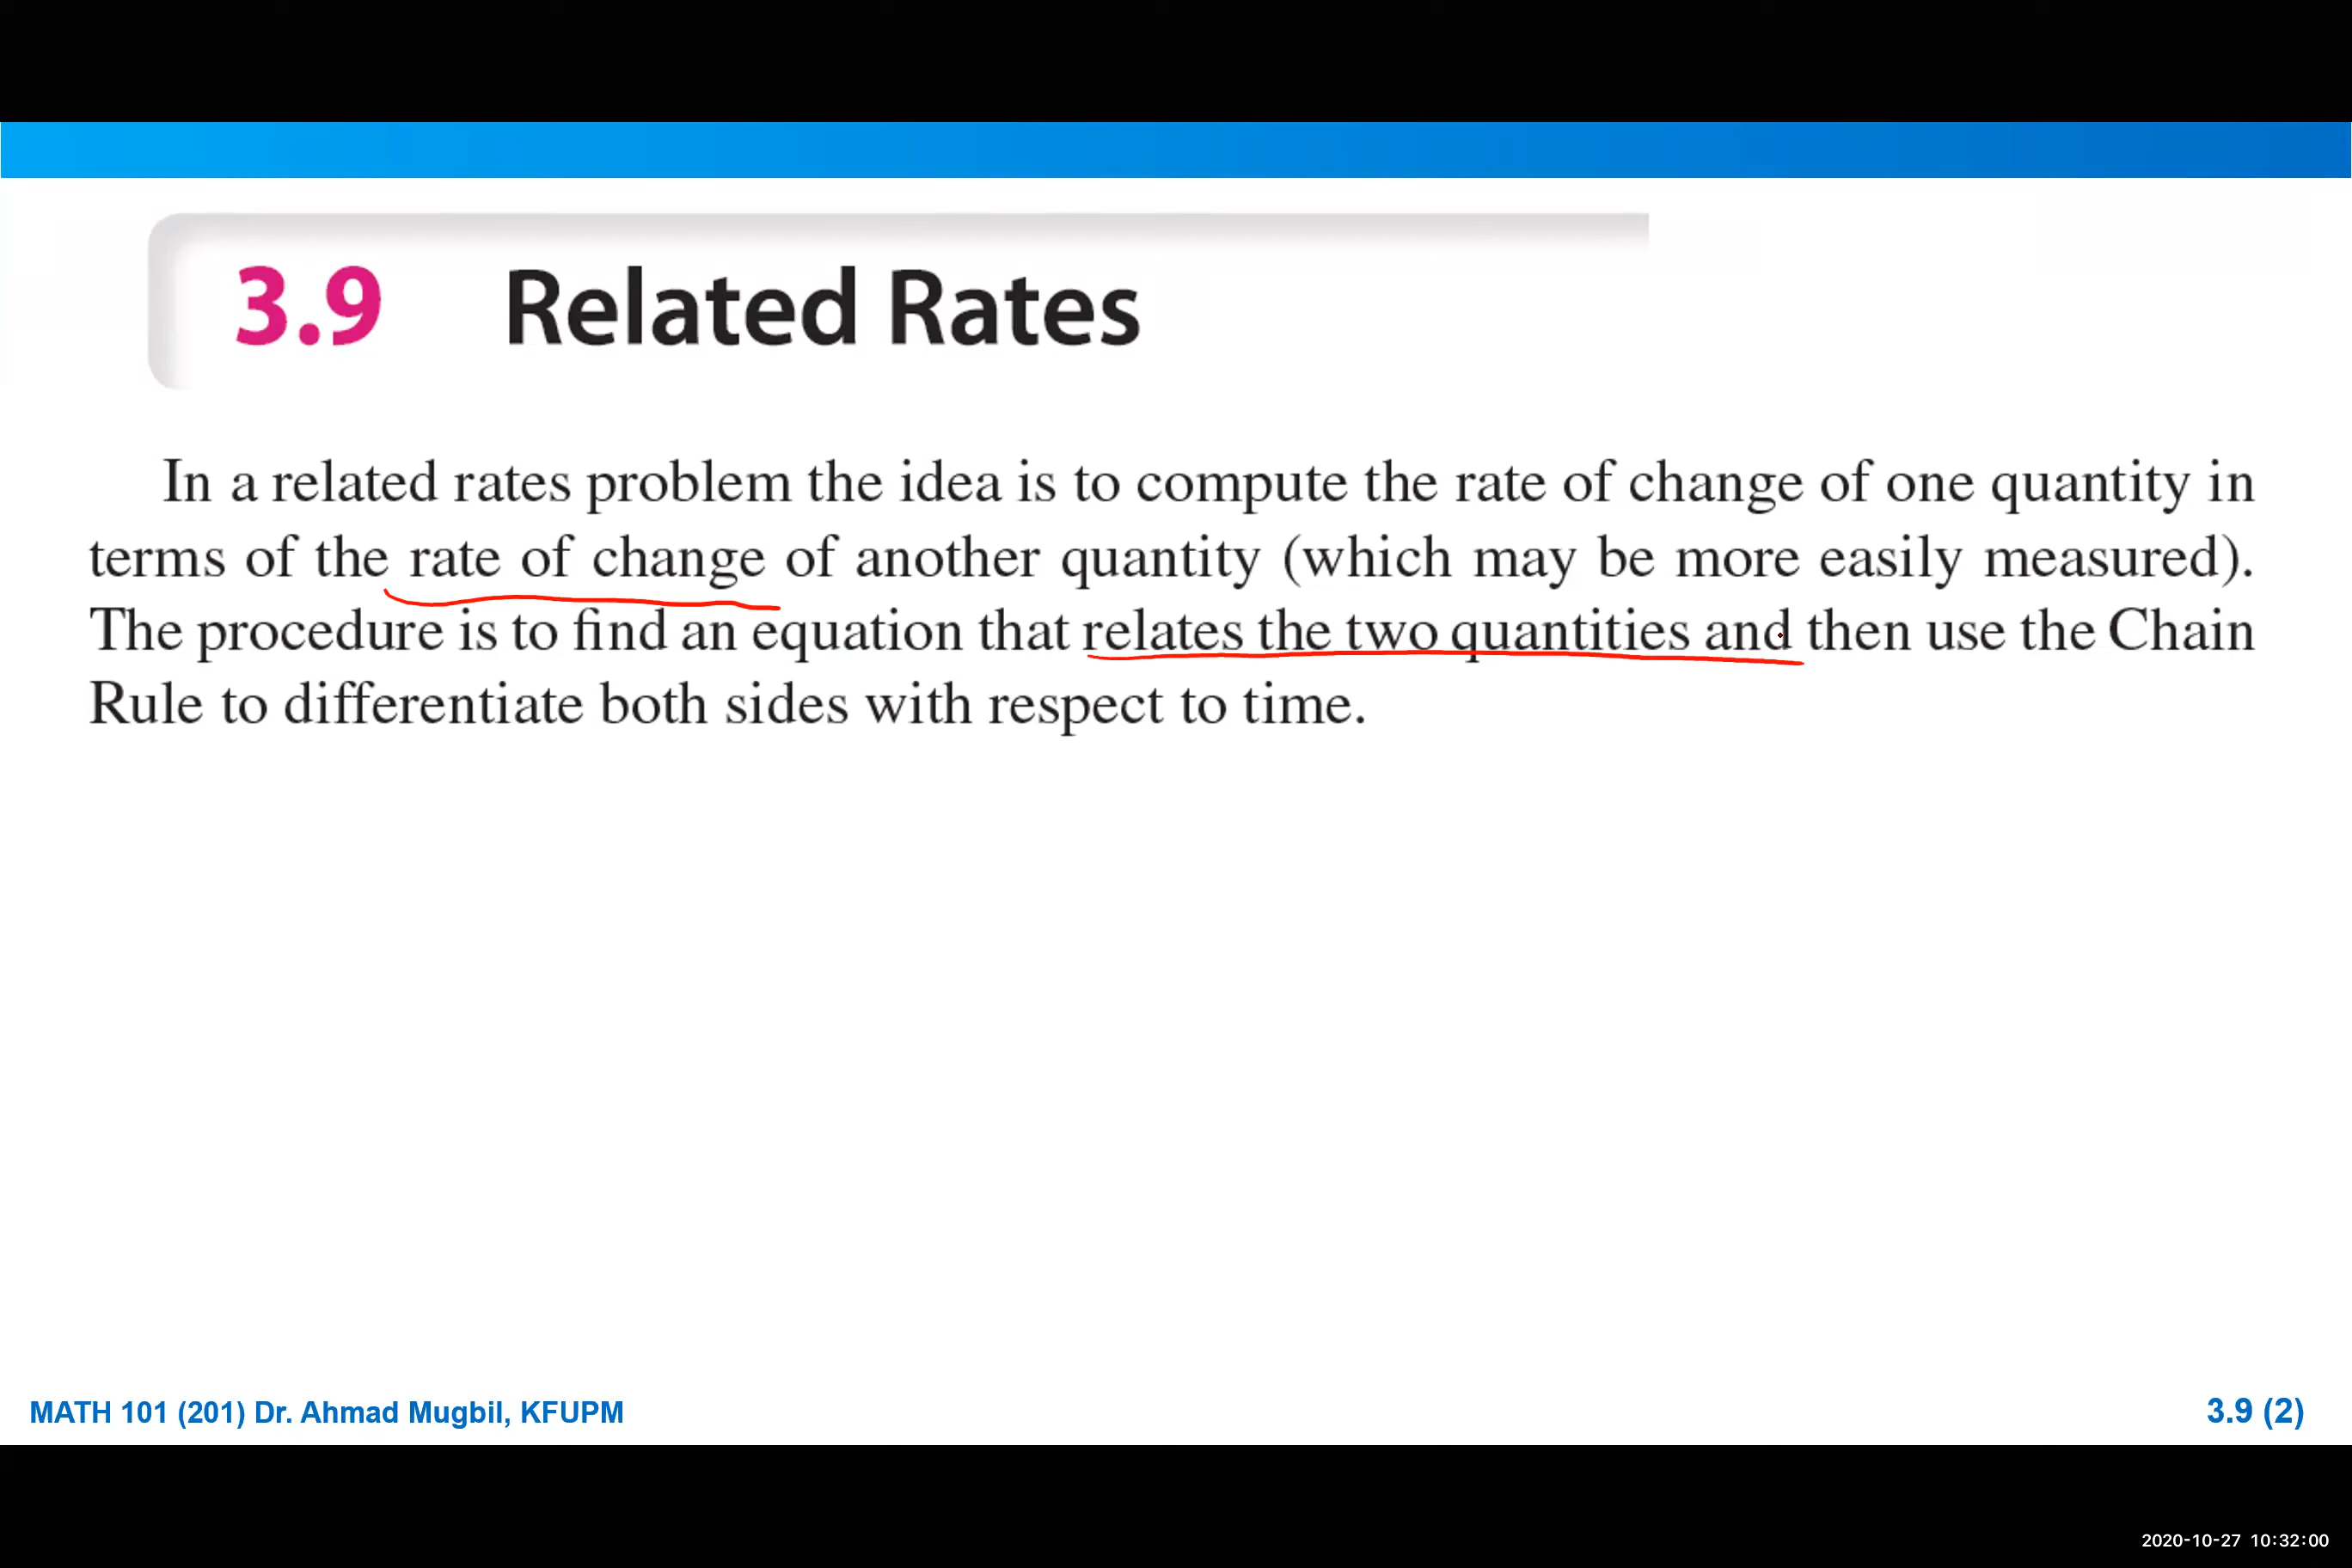 3.9 Related Rates
In a related rates problem the idea is to compute the rate of change of one quantity in
terms of the rate of change of another quantity (which may be more easily measured).
The procedure is to find an equation that relates the two quantities and then use the Chain
Rule to differentiate both sides with respect to time.
MATH 101 (201) Dr. Ahmad Mugbil, KFUPM 3.9 (2)
2020-10-27 10:32:00